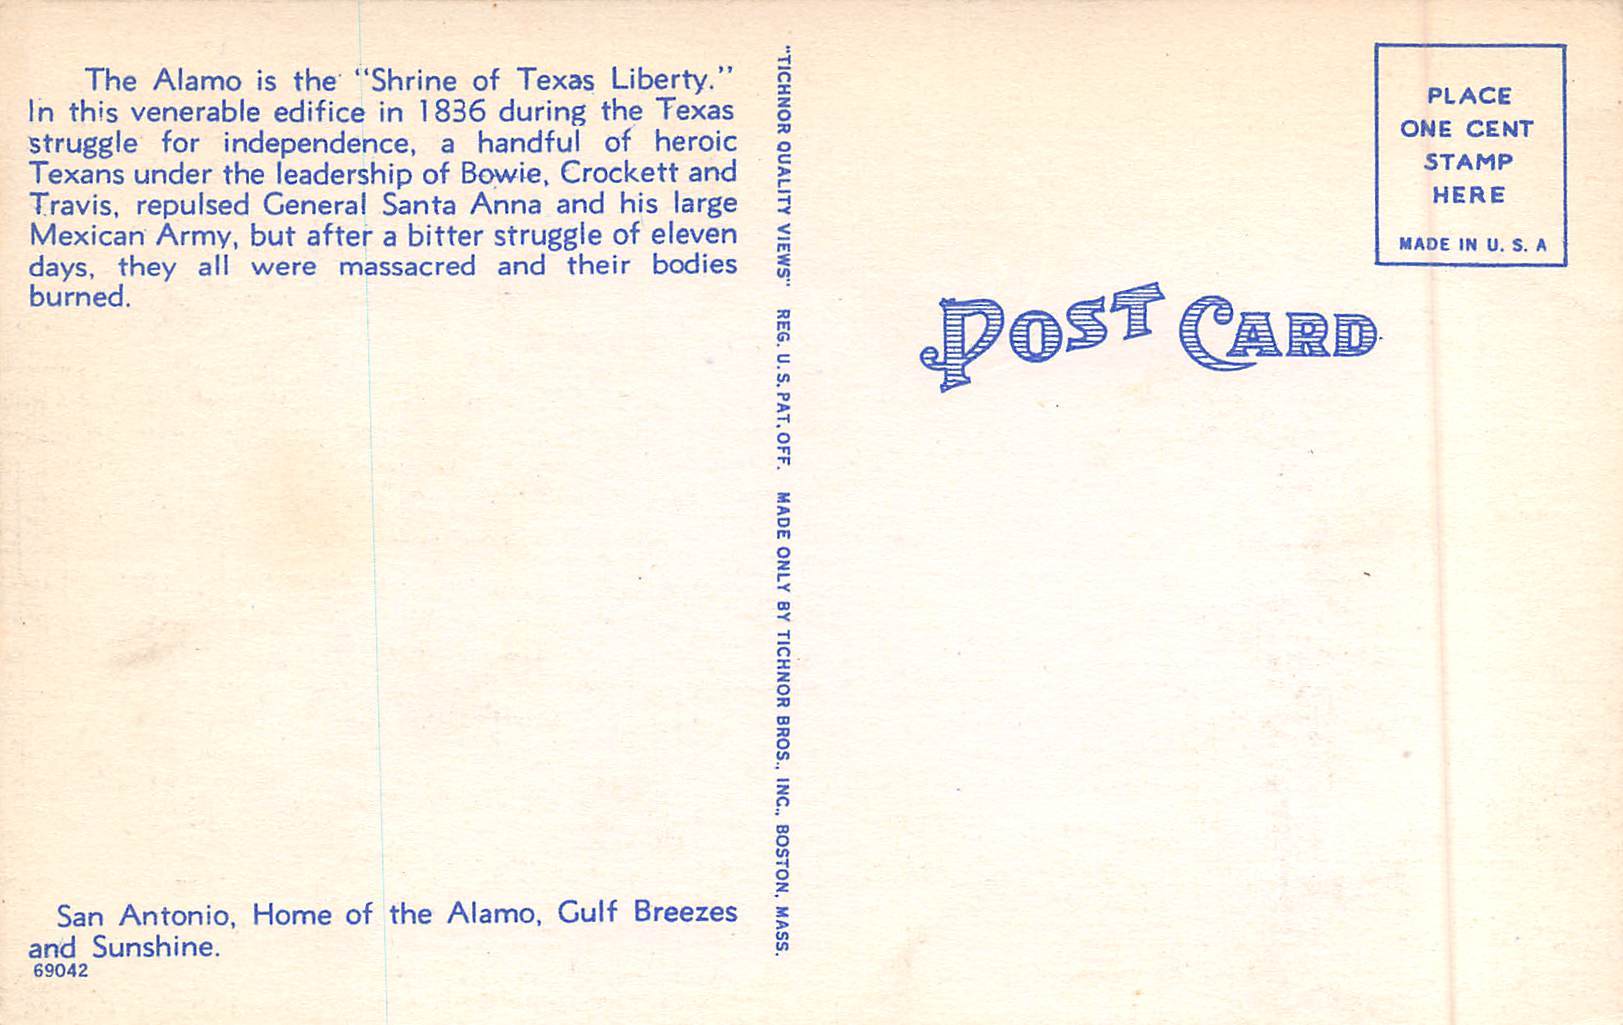 The Alamo is the "Shrine of Texas Liberty."
In this venerable edifice in 1836 during the Texas
struggle for independence, a handful of heroic
Texans under the leadership of Bowie, Crockett and
Travis, repulsed General Santa Anna and his large
Mexican Army, but after a bitter struggle of eleven
days, they all were massacred and their bodies
burned.
San Antonio, Home of the Alamo, Gulf Breezes
and Sunshine.
69042
"TICHNOR QUALITY VIEWS" REG. U. S. PAT. OFF. MADE ONLY BY TICHNOR BROS., INC., BOSTON, MASS.
POST CARD
PLACE
ONE CENT
STAMP
HERE
MADE IN U. S. A